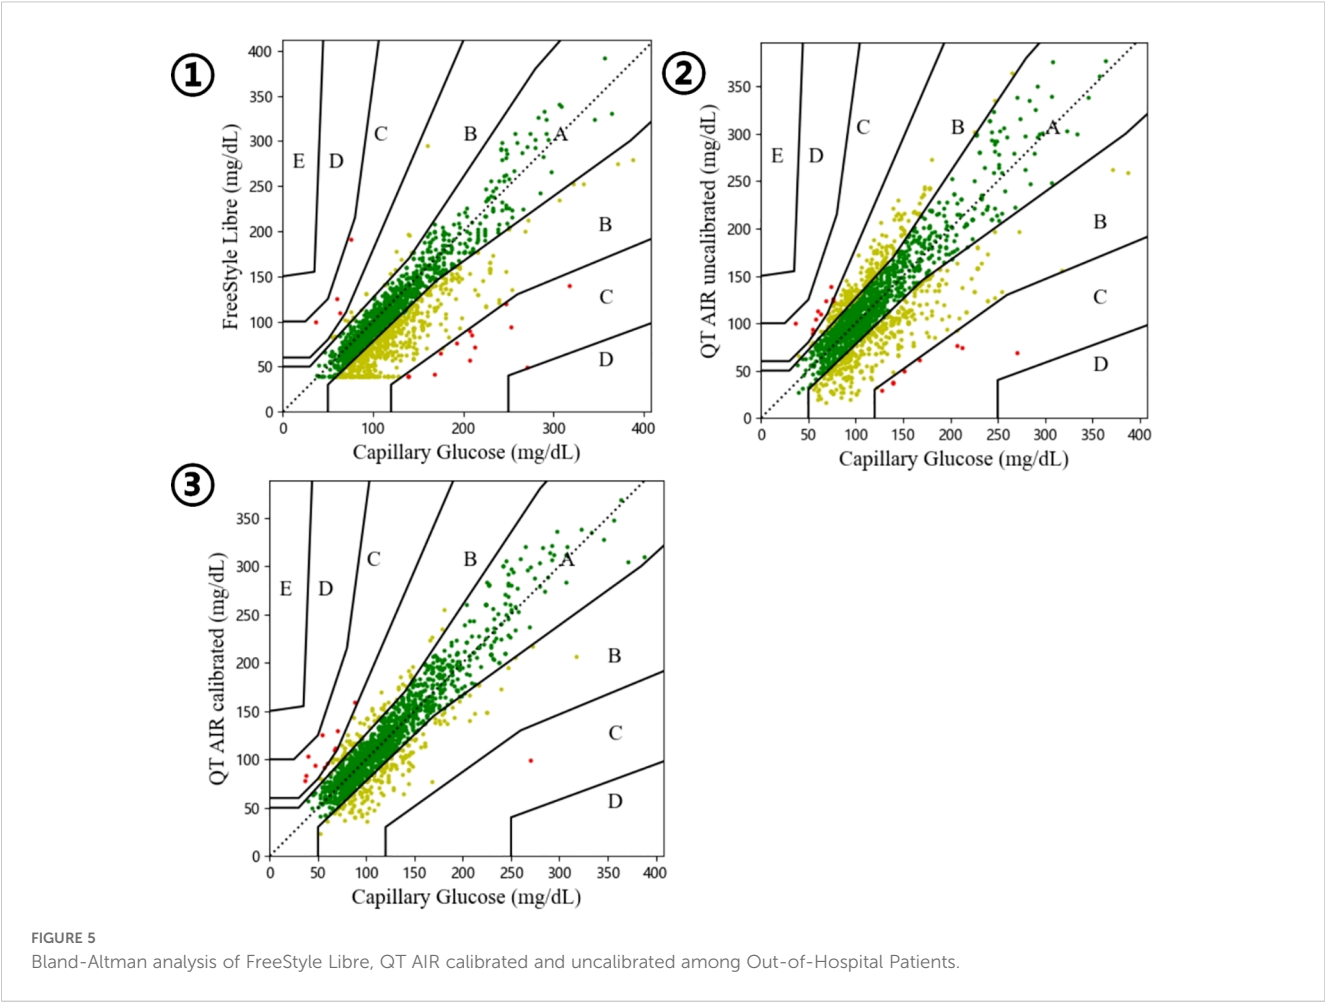 ①
400
350
300
250
200
150
100
50
0
FreeStyle Libre (mg/dL)
E
D
C
B
A
B
C
D
0 100 200 300 400
Capillary Glucose (mg/dL)
②
350
300
250
200
150
100
50
0
QT AIR uncalibrated (mg/dL)
E
D
C
B
A
B
C
D
0 50 100 150 200 250 300 350 400
Capillary Glucose (mg/dL)
③
350
300
250
200
150
100
50
0
QT AIR calibrated (mg/dL)
E
D
C
B
A
B
C
D
0 50 100 150 200 250 300 350 400
Capillary Glucose (mg/dL)
FIGURE 5
Bland-Altman analysis of FreeStyle Libre, QT AIR calibrated and uncalibrated among Out-of-Hospital Patients.